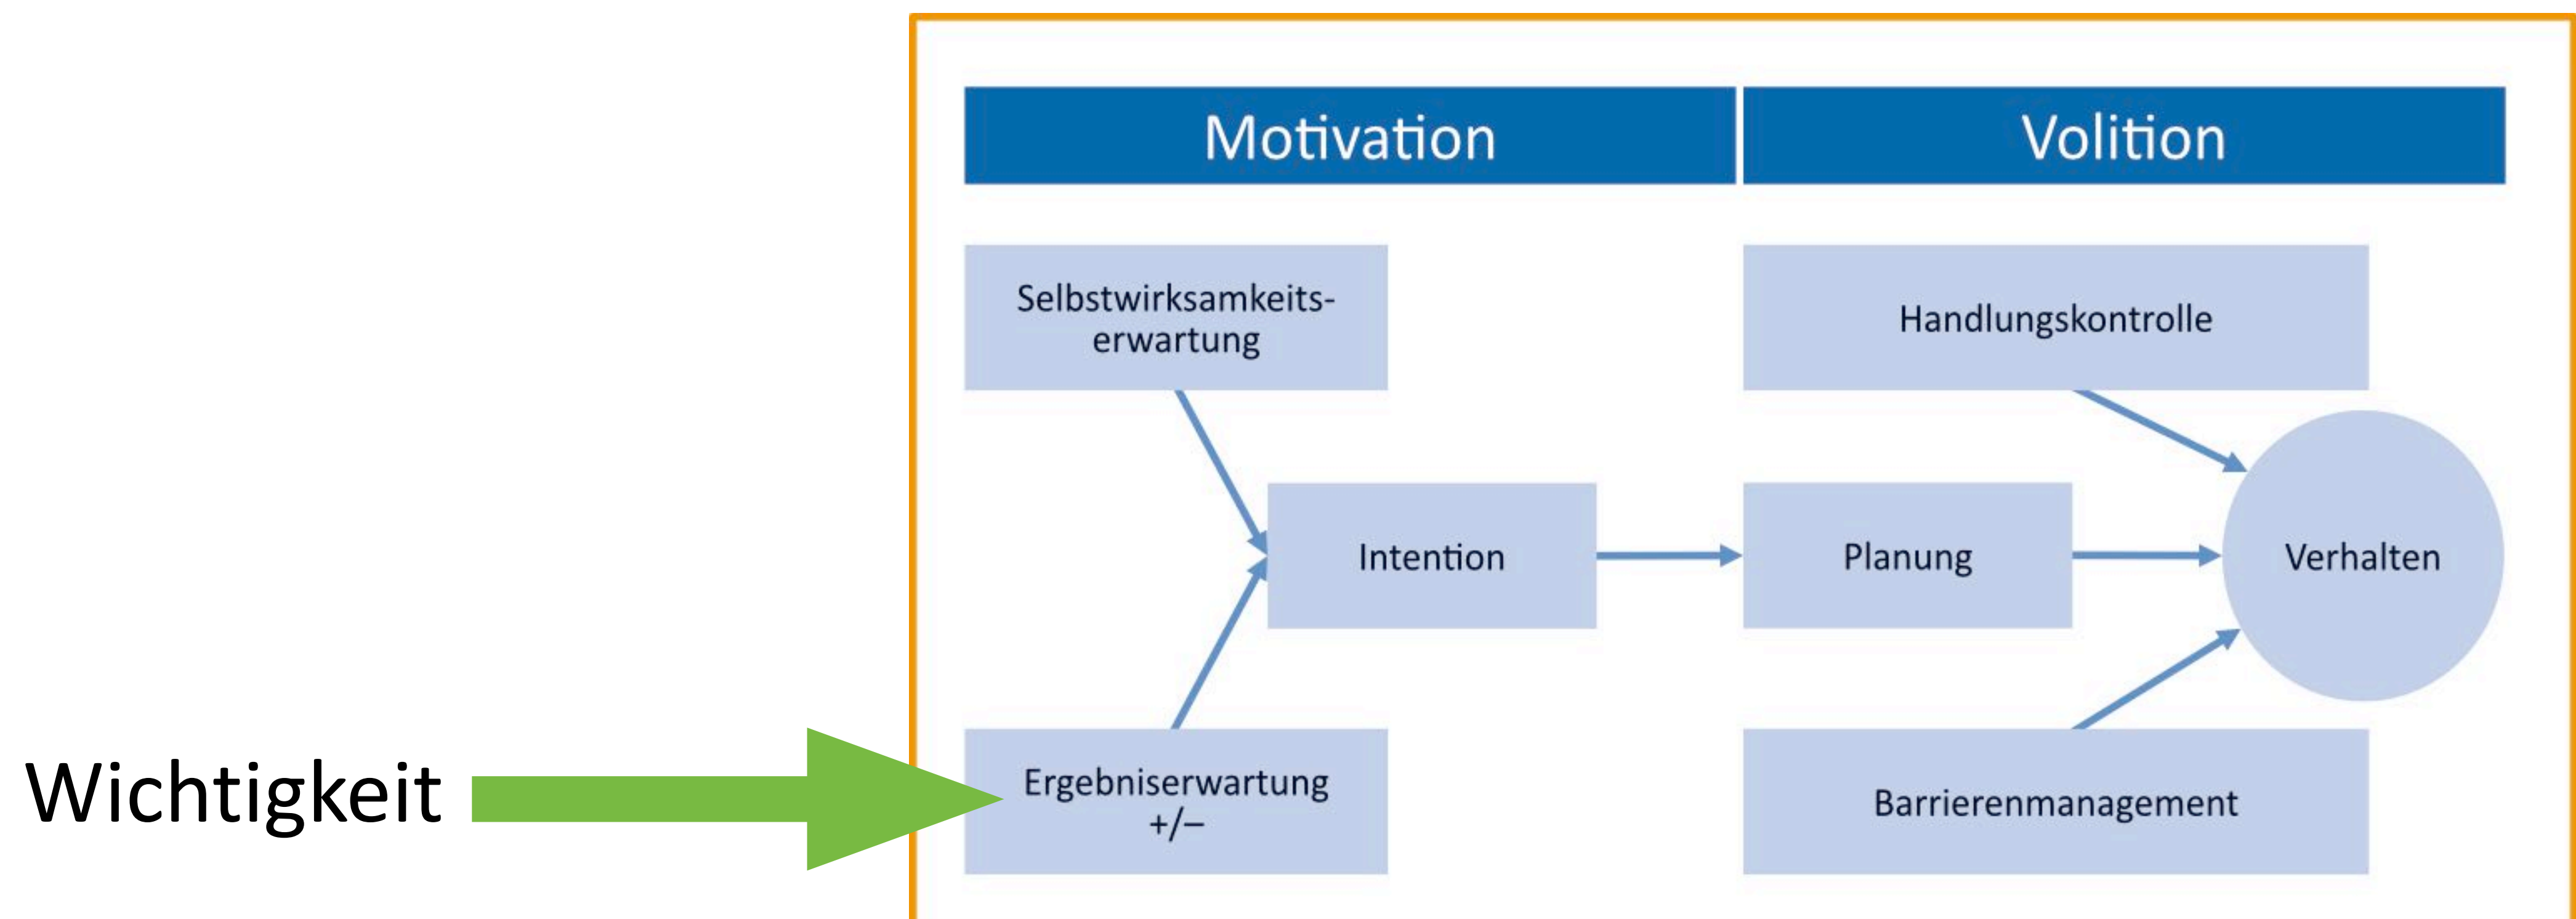 Motivation
Volition
Selbstwirksamkeits-
erwartung
Handlungskontrolle
Intention
Planung
Verhalten
Wichtigkeit
Ergebniserwartung
+/–
Barrierenmanagement